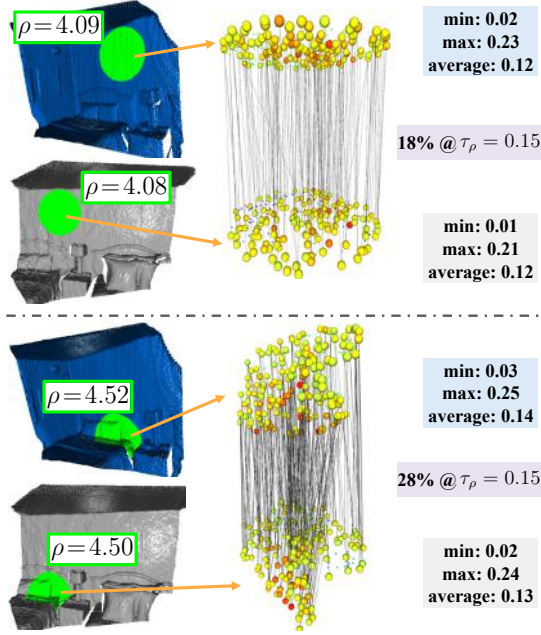 ρ=4.09
min: 0.02
max: 0.23
average: 0.12
18% @ τρ = 0.15
ρ=4.08
min: 0.01
max: 0.21
average: 0.12
ρ=4.52
min: 0.03
max: 0.25
average: 0.14
28% @ τρ = 0.15
ρ=4.50
min: 0.02
max: 0.24
average: 0.13